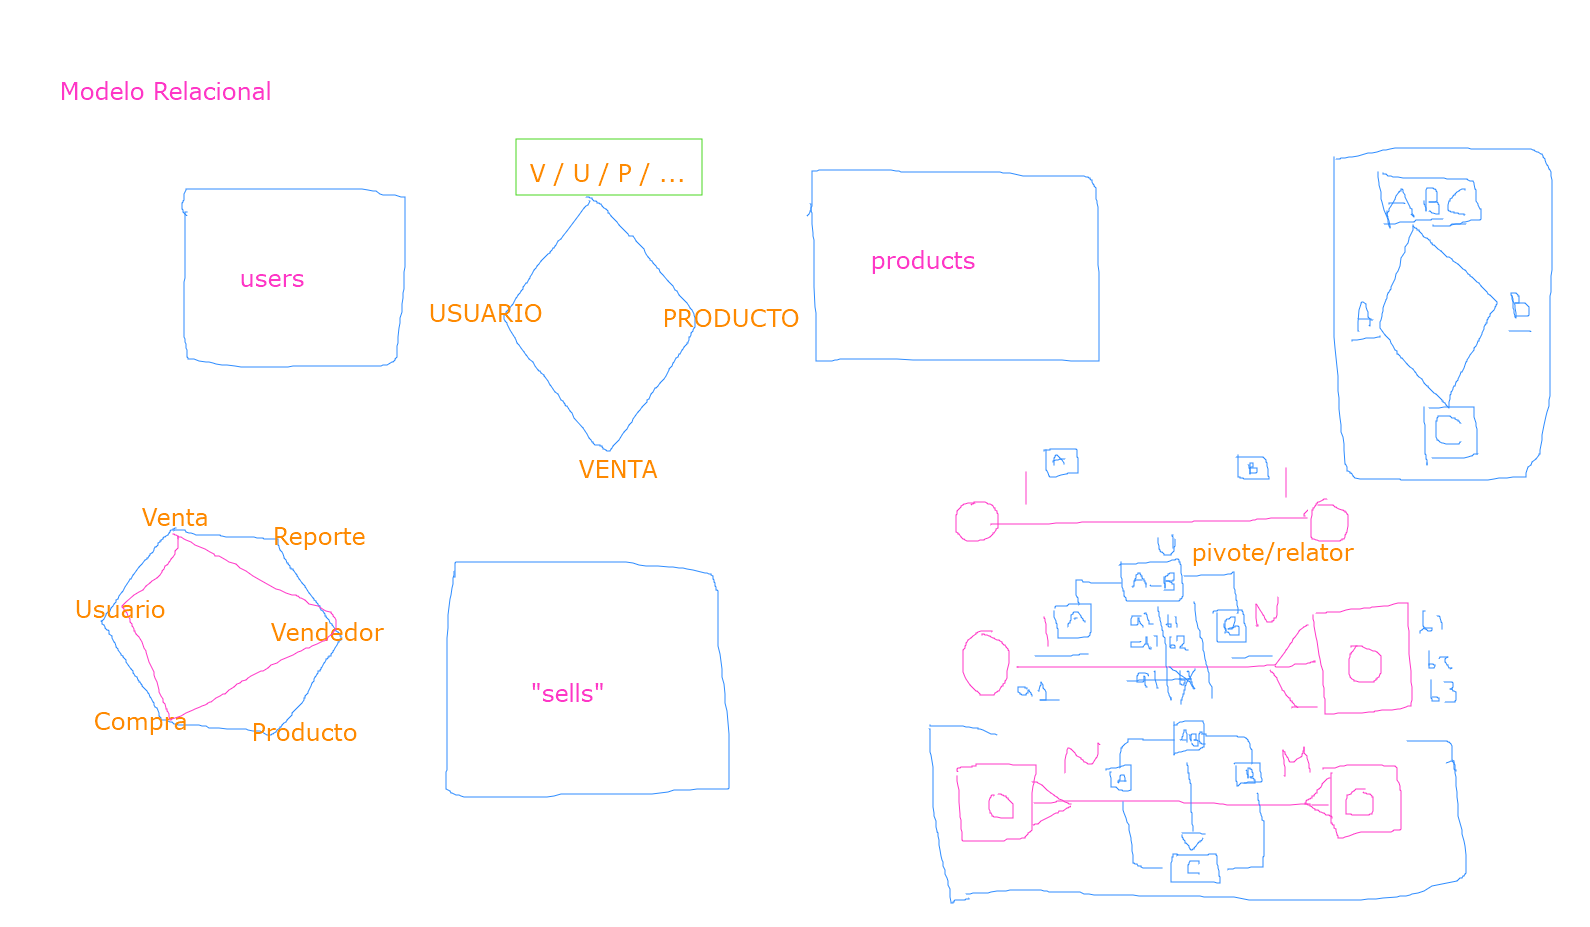 Modelo Relacional
V / U / P / ...
users
USUARIO
PRODUCTO
products
VENTA
ABC
A
B
C
Venta
Reporte
Usuario
Vendedor
Compra
Producto
"sells"
A
B
pivote/relator
U
A_B
1
A
B
N
a1
b1
b2
b1
b2
b3
a1
N
ABC
M
A
B
C